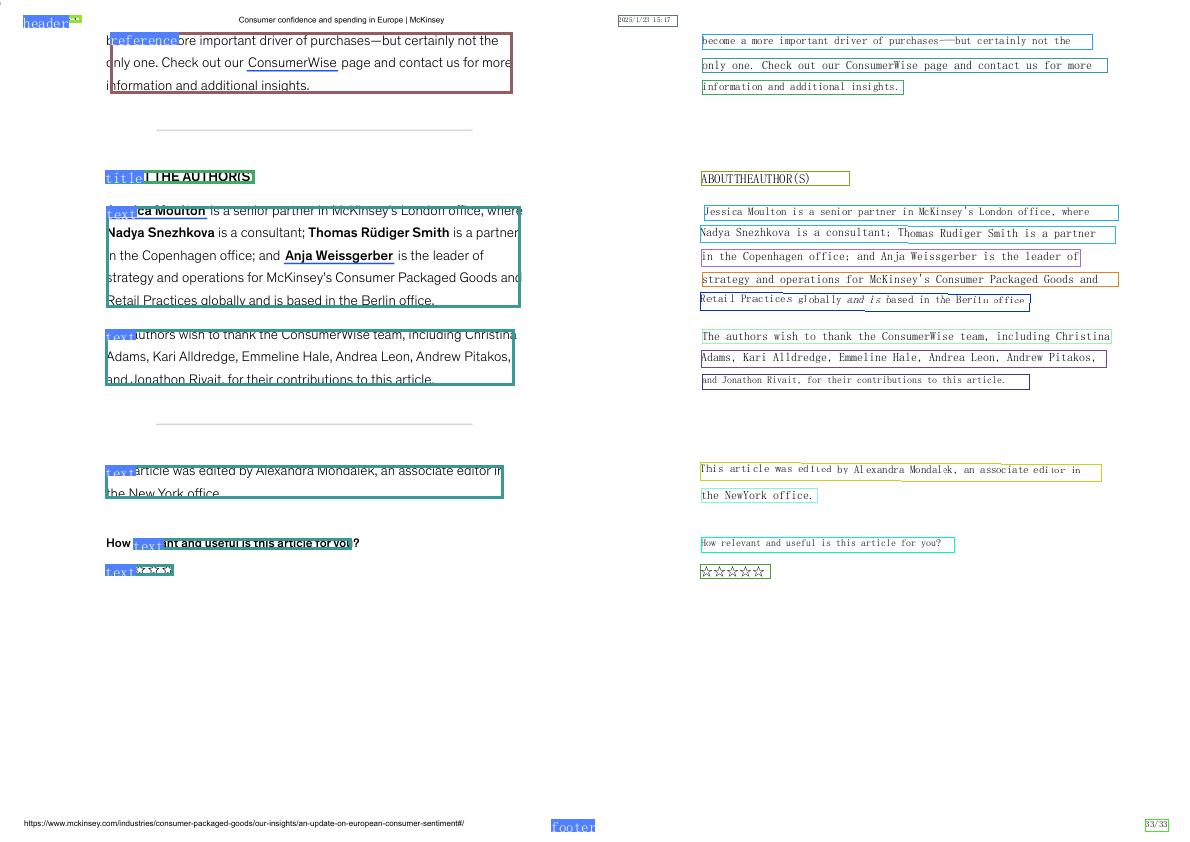 header
Consumer confidence and spending in Europe | McKinsey
2025/1/23 15:17
reference
ore important driver of purchases—but certainly not the
only one. Check out our ConsumerWise page and contact us for more
information and additional insights.
title
THE AUTHOR(S)
text
ca Moulton is a senior partner in McKinsey's London office, where
Nadya Snezhkova is a consultant; Thomas Rüdiger Smith is a partner
in the Copenhagen office; and Anja Weissgerber is the leader of
strategy and operations for McKinsey's Consumer Packaged Goods and
Retail Practices globally and is based in the Berlin office.
text
authors wish to thank the ConsumerWise team, including Christina
Adams, Kari Alldredge, Emmeline Hale, Andrea Leon, Andrew Pitakos,
and Jonathon Rivait, for their contributions to this article.
text
article was edited by Alexandra Mondalek, an associate editor in
the New York office.
How text ant and useful is this article for you?
text ☆☆☆
https://www.mckinsey.com/industries/consumer-packaged-goods/our-insights/an-update-on-european-consumer-sentiment#/
footer
become a more important driver of purchases——but certainly not the
only one. Check out our ConsumerWise page and contact us for more
information and additional insights.
ABOUTTHEAUTHOR(S)
Jessica Moulton is a senior partner in McKinsey's London office, where
Nadya Snezhkova is a consultant; Thomas Rudiger Smith is a partner
in the Copenhagen office; and Anja Weissgerber is the leader of
strategy and operations for McKinsey's Consumer Packaged Goods and
Retail Practices globally and is based in the Berlin office
The authors wish to thank the ConsumerWise team, including Christina
Adams, Kari Alldredge, Emmeline Hale, Andrea Leon, Andrew Pitakos,
and Jonathon Rivait, for their contributions to this article.
This article was edited by Alexandra Mondalek, an associate editor in
the NewYork office.
How relevant and useful is this article for you?
☆☆☆☆☆
33/33